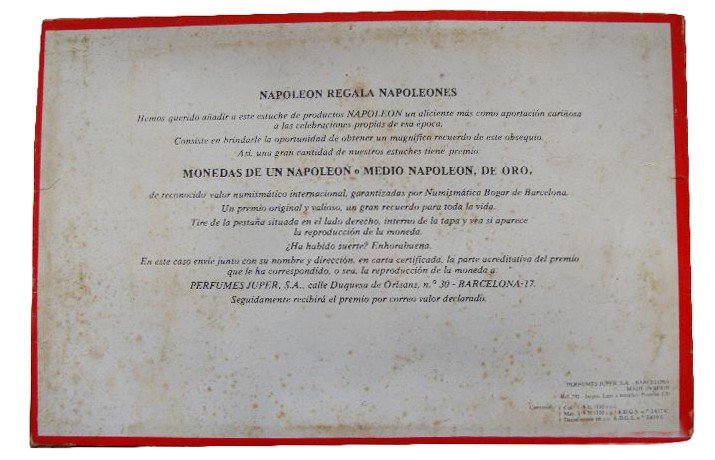 NAPOLEON REGALA NAPOLEONES
Hemos querido añadir a este estuche de productos NAPOLEON un aliciente más como aportación cariñosa
a las celebraciones propias de esa época.
Consiste en brindarle la oportunidad de obtener un magnífico recuerdo de este obsequio.
Así, una gran cantidad de nuestros estuches tiene premio.
MONEDAS DE UN NAPOLEON o MEDIO NAPOLEON, DE ORO,
de reconocido valor numismático internacional, garantizadas por Numismática Bogar de Barcelona.
Un premio original y valioso, un gran recuerdo para toda la vida.
Tire de la pestaña situada en el lado derecho, interno de la tapa y vea si aparece
la reproducción de la moneda.
¿Ha habido suerte? Enhorabuena.
En este caso envíe junto con su nombre y dirección, en carta certificada, la parte acreditativa del premio
que le ha correspondido, o sea, la reproducción de la moneda a:
PERFUMES JUPER, S.A., calle Duquesa de Orleans, n.° 30 - BARCELONA-17.
Seguidamente recibirá el premio por correo valor declarado.
PERFUMES JUPER, S.A. - BARCELONA
MADE IN SPAIN